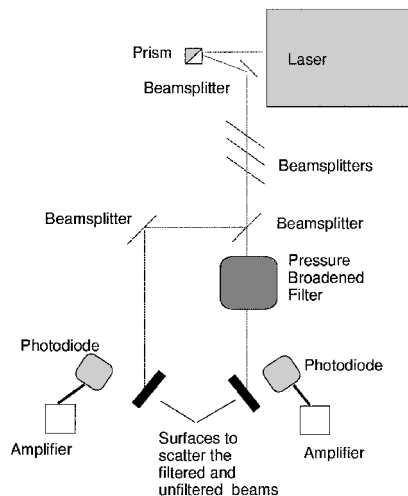 Prism
Laser
Beamsplitter
Beamsplitters
Beamsplitter
Beamsplitter
Pressure
Broadened
Filter
Photodiode
Photodiode
Amplifier
Surfaces to
scatter the
filtered and
unfiltered beams
Amplifier